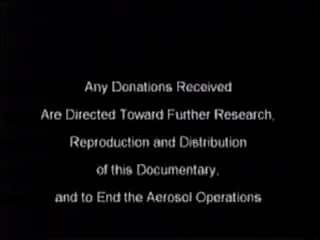 Any Donations Received
Are Directed Toward Further Research,
Reproduction and Distribution
of this Documentary,
and to End the Aerosol Operations